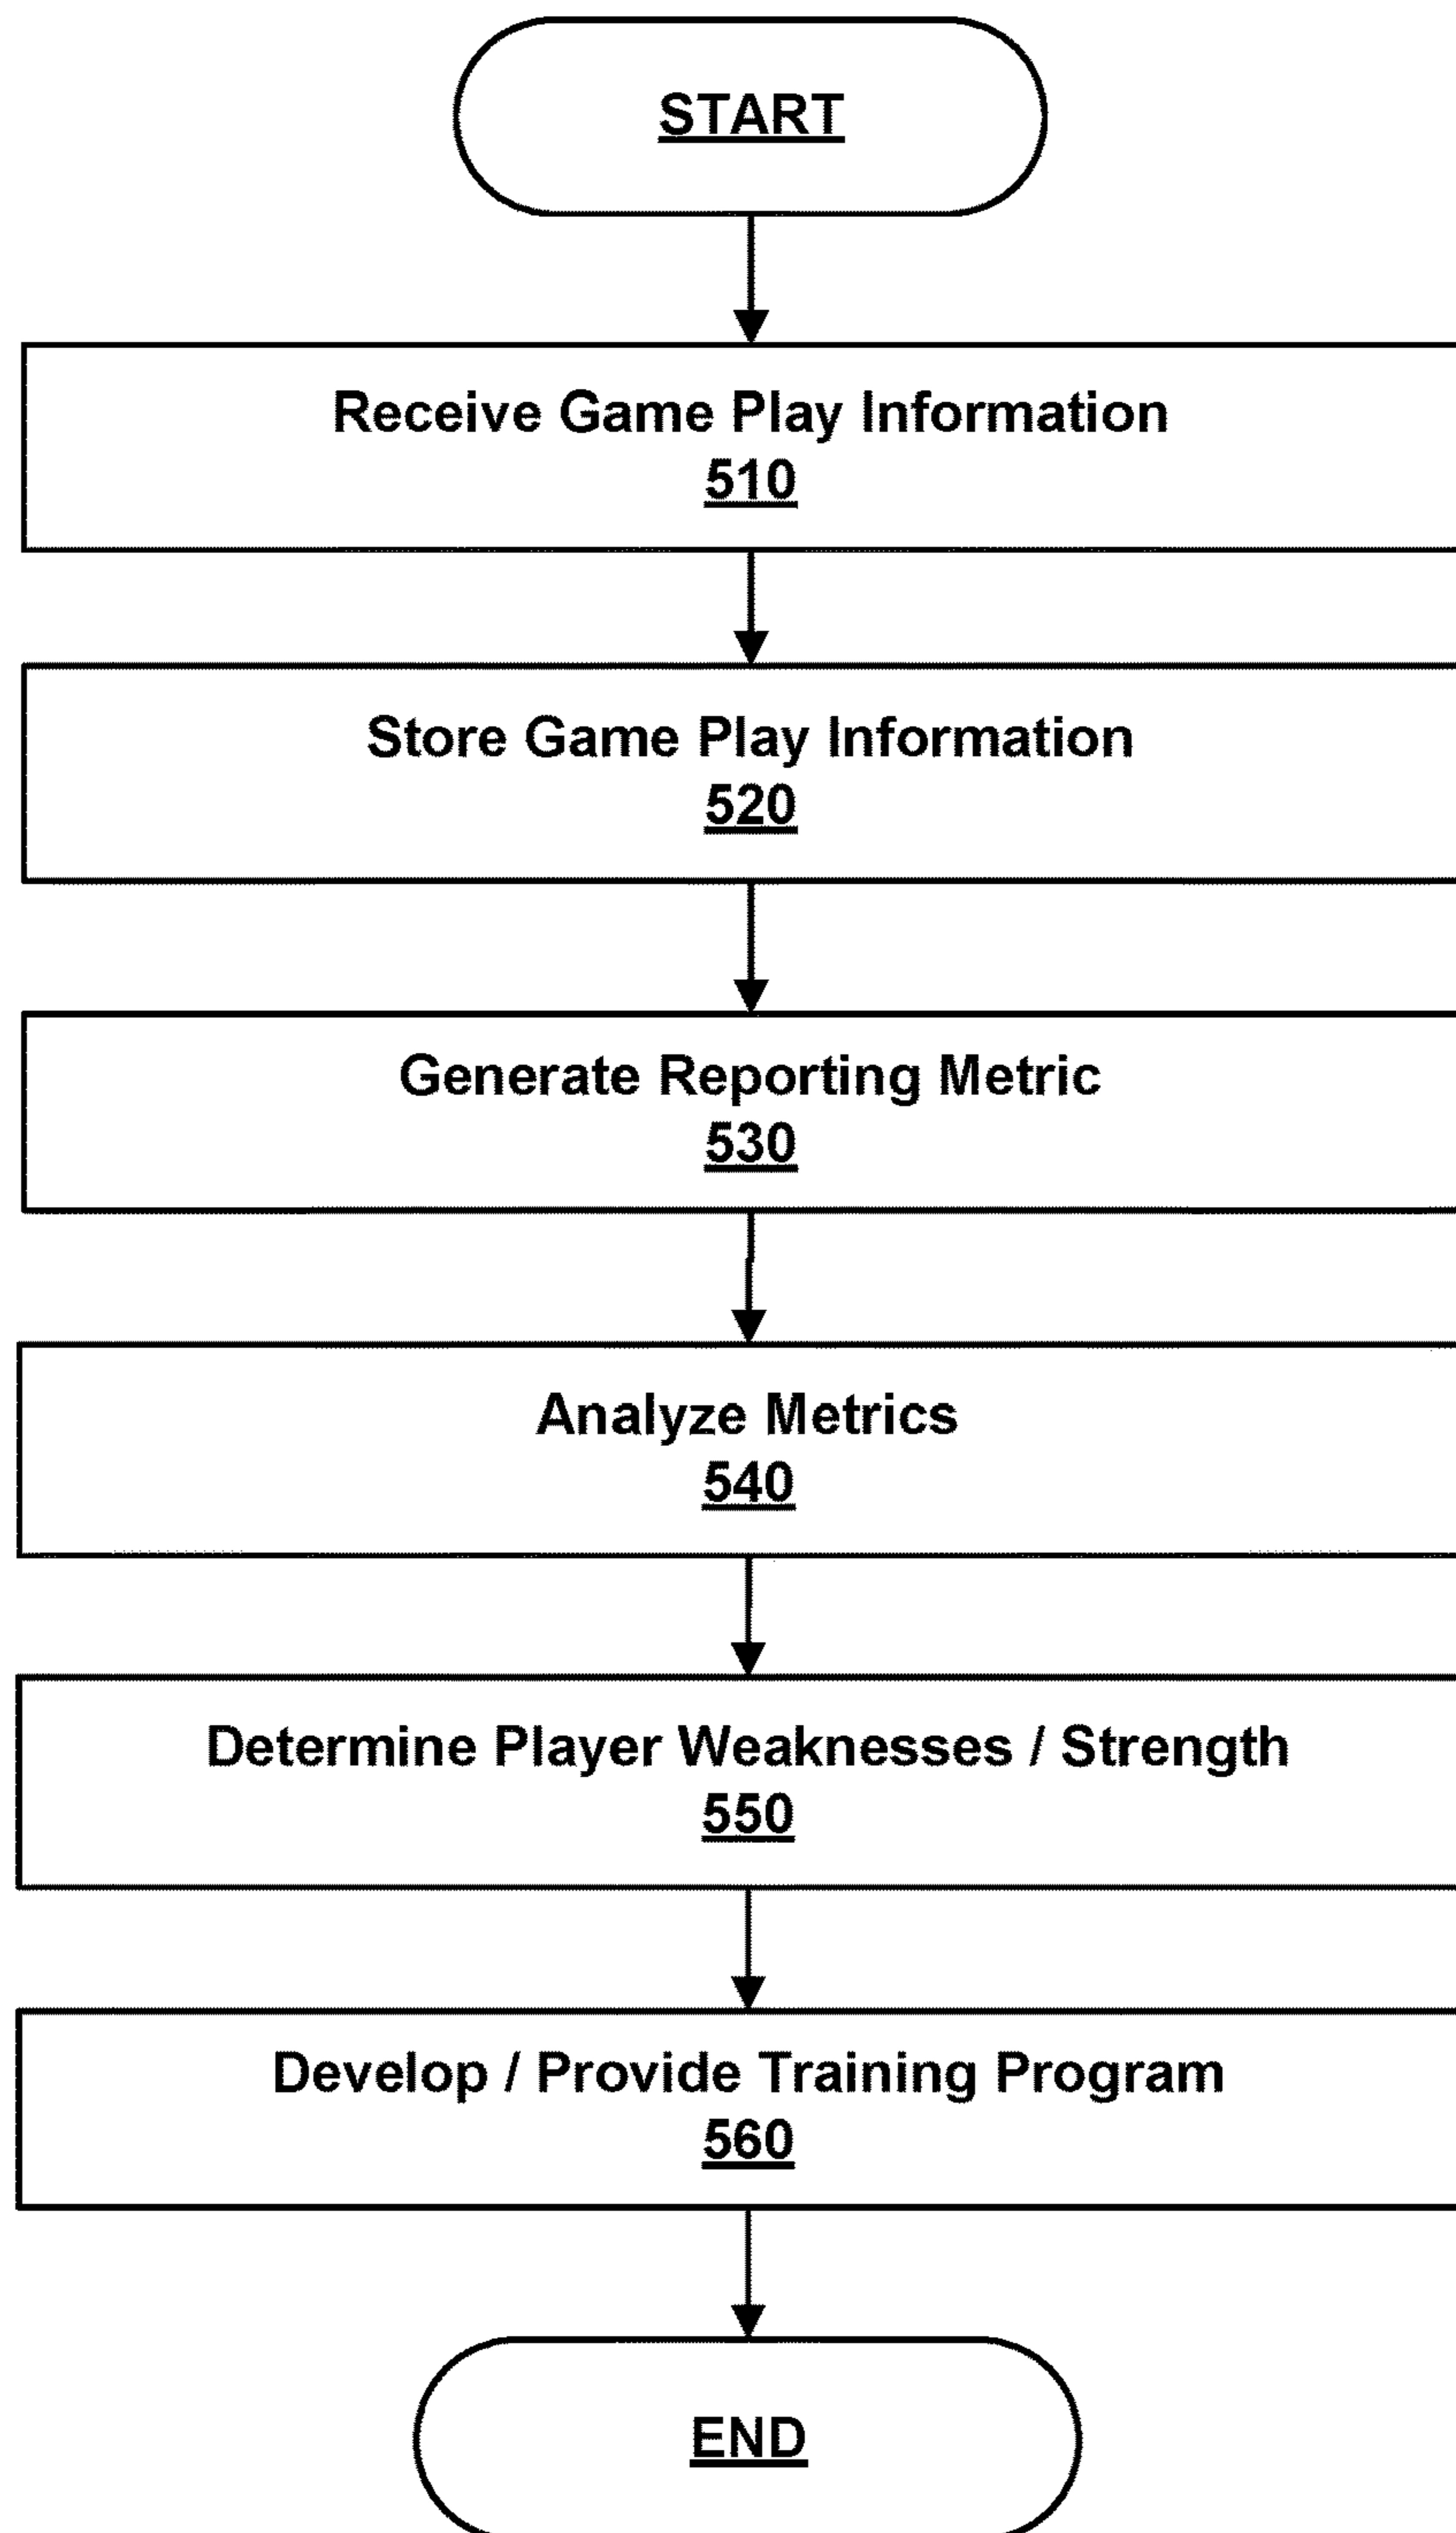 START
Receive Game Play Information
510
Store Game Play Information
520
Generate Reporting Metric
530
Analyze Metrics
540
Determine Player Weaknesses / Strength
550
Develop / Provide Training Program
560
END